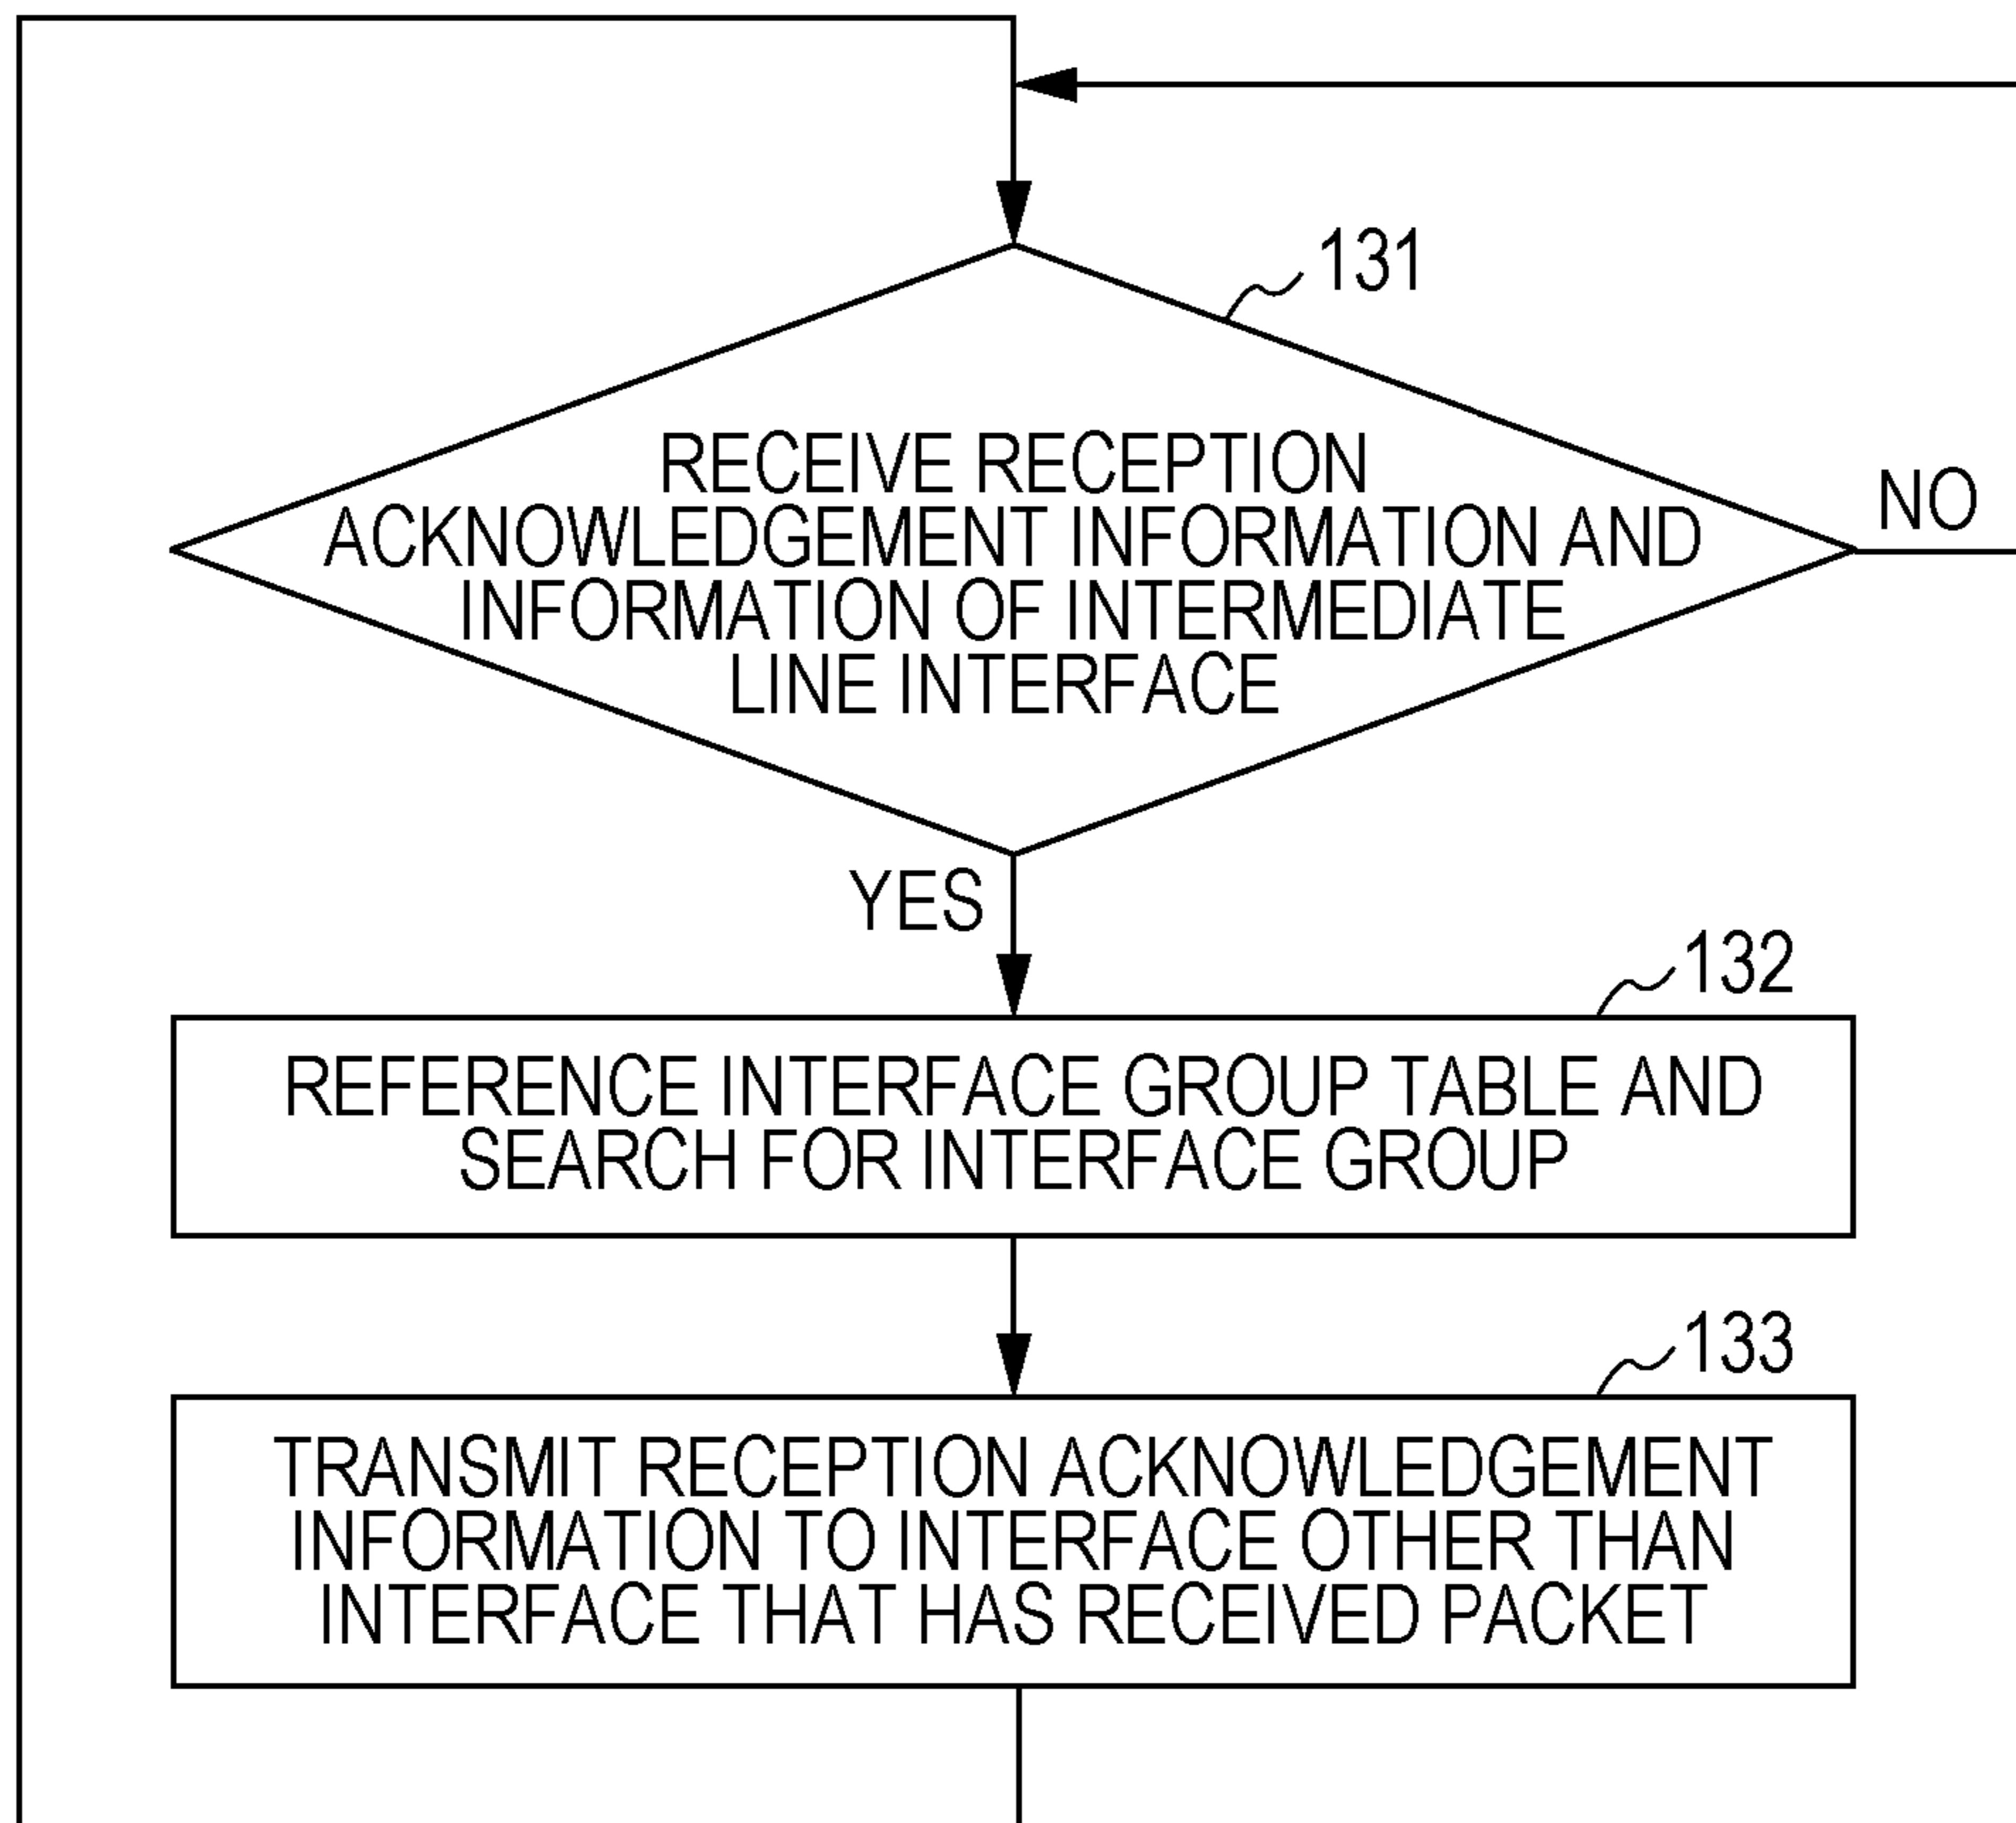 131
RECEIVE RECEPTION
ACKNOWLEDGEMENT INFORMATION AND
INFORMATION OF INTERMEDIATE
LINE INTERFACE
NO
YES
132
REFERENCE INTERFACE GROUP TABLE AND
SEARCH FOR INTERFACE GROUP
133
TRANSMIT RECEPTION ACKNOWLEDGEMENT
INFORMATION TO INTERFACE OTHER THAN
INTERFACE THAT HAS RECEIVED PACKET